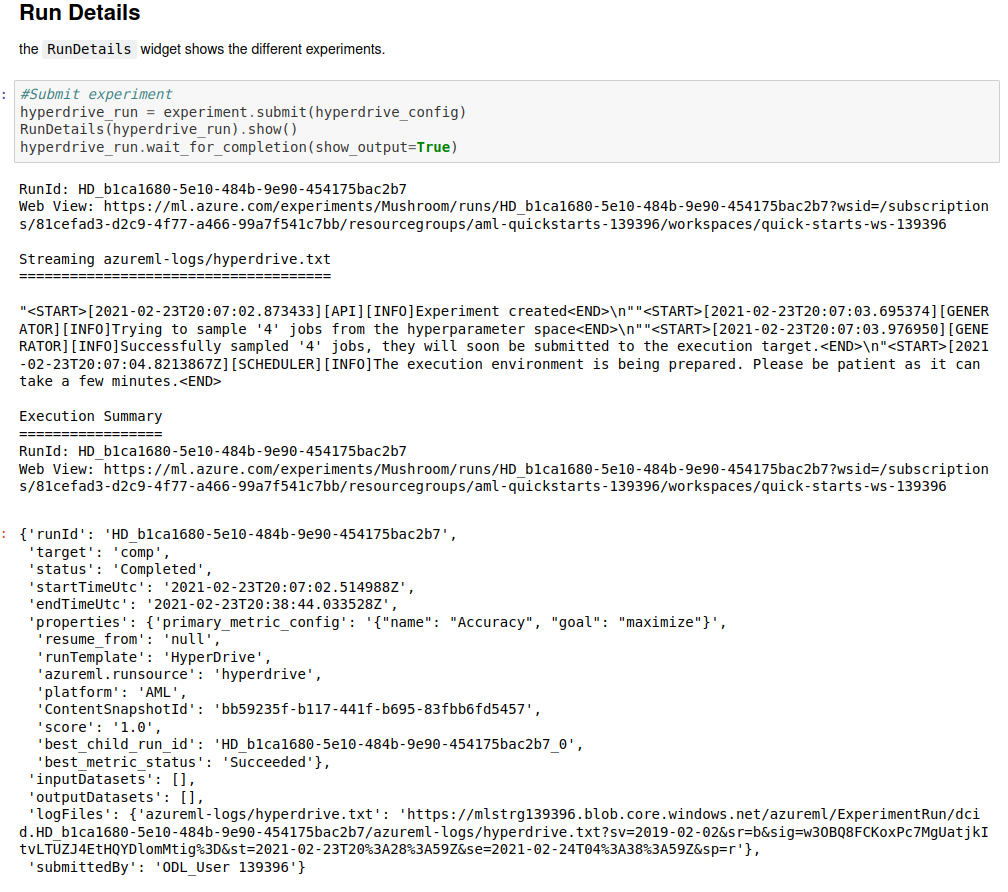 Run Details
the RunDetails widget shows the different experiments.
: #Submit experiment
hyperdrive_run = experiment.submit(hyperdrive_config)
RunDetails(hyperdrive_run).show()
hyperdrive_run.wait_for_completion(show_output=True)
RunId: HD_b1ca1680-5e10-484b-9e90-454175bac2b7
Web View: https://ml.azure.com/experiments/Mushroom/runs/HD_b1ca1680-5e10-484b-9e90-454175bac2b7?wsid=/subscription
s/81cefad3-d2c9-4f77-a466-99a7f541c7bb/resourcegroups/aml-quickstarts-139396/workspaces/quick-starts-ws-139396
Streaming azureml-logs/hyperdrive.txt
=====================================
"<START>[2021-02-23T20:07:02.873433][API][INFO]Experiment created<END>\n""<START>[2021-02-23T20:07:03.695374][GENER
ATOR][INFO]Trying to sample '4' jobs from the hyperparameter space<END>\n""<START>[2021-02-23T20:07:03.976950][GENE
RATOR][INFO]Successfully sampled '4' jobs, they will soon be submitted to the execution target.<END>\n"<START>[2021
-02-23T20:07:04.8213867Z][SCHEDULER][INFO]The execution environment is being prepared. Please be patient as it can
take a few minutes.<END>
Execution Summary
=================
RunId: HD_b1ca1680-5e10-484b-9e90-454175bac2b7
Web View: https://ml.azure.com/experiments/Mushroom/runs/HD_b1ca1680-5e10-484b-9e90-454175bac2b7?wsid=/subscription
s/81cefad3-d2c9-4f77-a466-99a7f541c7bb/resourcegroups/aml-quickstarts-139396/workspaces/quick-starts-ws-139396
: {'runId': 'HD_b1ca1680-5e10-484b-9e90-454175bac2b7',
'target': 'comp',
'status': 'Completed',
'startTimeUtc': '2021-02-23T20:07:02.514988Z',
'endTimeUtc': '2021-02-23T20:38:44.033528Z',
'properties': {'primary_metric_config': '{"name": "Accuracy", "goal": "maximize"}',
'resume_from': 'null',
'runTemplate': 'HyperDrive',
'azureml.runsource': 'hyperdrive',
'platform': 'AML',
'ContentSnapshotId': 'bb59235f-b117-441f-b695-83fbb6fd5457',
'score': '1.0',
'best_child_run_id': 'HD_b1ca1680-5e10-484b-9e90-454175bac2b7_0',
'best_metric_status': 'Succeeded'},
'inputDatasets': [],
'outputDatasets': [],
'logFiles': {'azureml-logs/hyperdrive.txt': 'https://mlstrg139396.blob.core.windows.net/azureml/ExperimentRun/dci
d.HD_b1ca1680-5e10-484b-9e90-454175bac2b7/azureml-logs/hyperdrive.txt?sv=2019-02-02&sr=b&sig=w3OBQ8FCKoxPc7MgUatjkI
tvLTUZJ4EtHQYDlomMtig%3D&st=2021-02-23T20%3A28%3A59Z&se=2021-02-24T04%3A38%3A59Z&sp=r'},
'submittedBy': 'ODL_User 139396'}